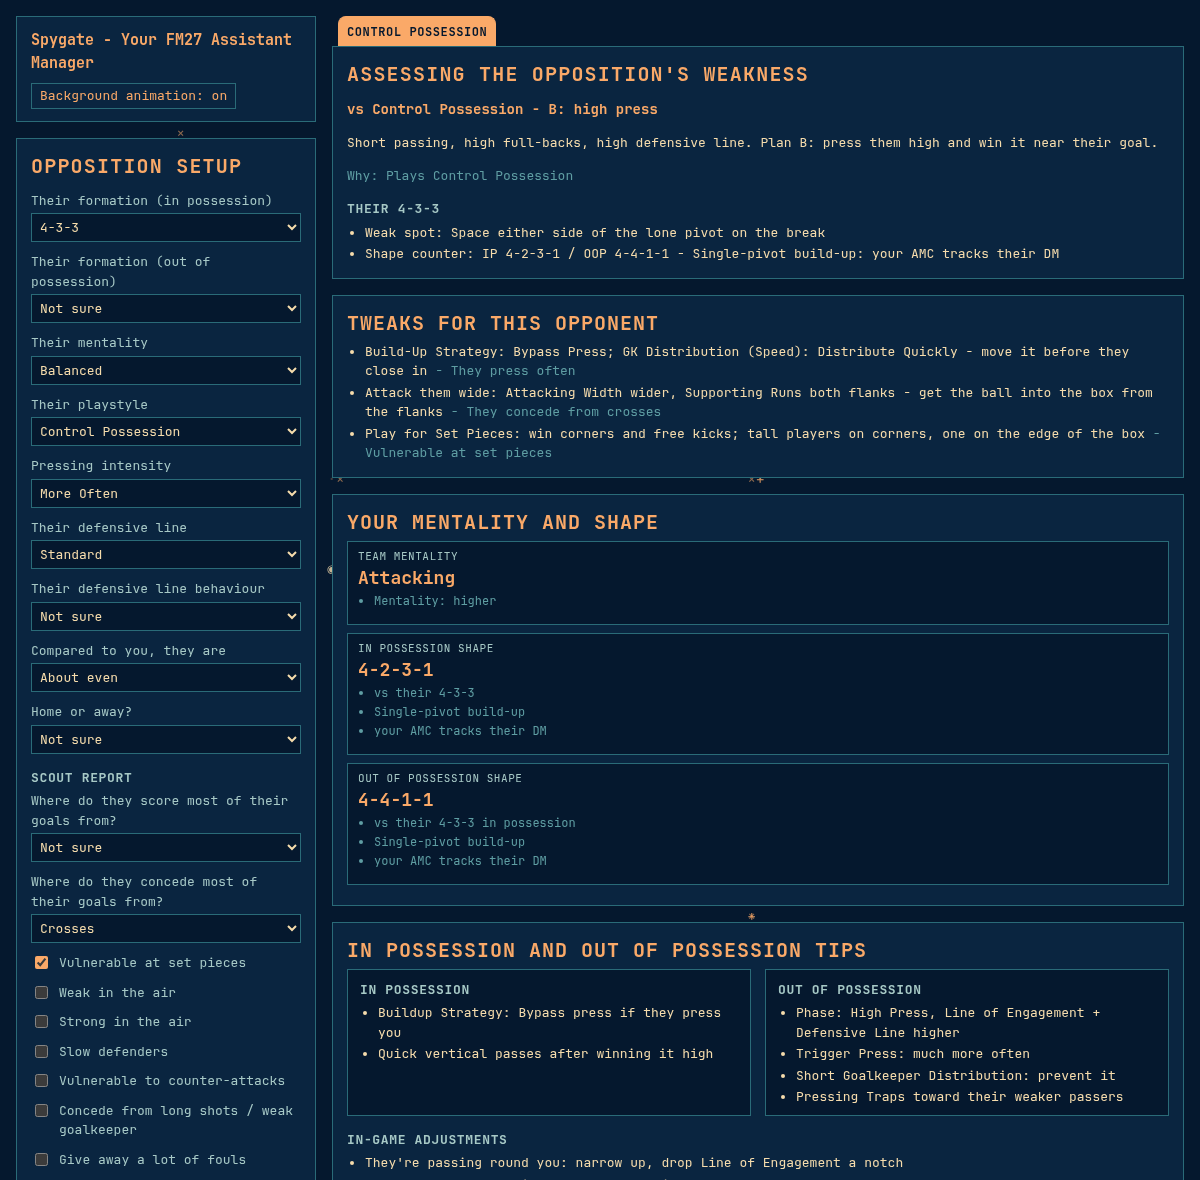 Spygate - Your FM27 Assistant
Manager
Background animation: on
OPPOSITION SETUP
Their formation (in possession)
4-3-3
Their formation (out of
possession)
Not sure
Their mentality
Balanced
Their playstyle
Control Possession
Pressing intensity
More Often
Their defensive line
Standard
Their defensive line behaviour
Not sure
Compared to you, they are
About even
Home or away?
Not sure
SCOUT REPORT
Where do they score most of their
goals from?
Not sure
Where do they concede most of
their goals from?
Crosses
Vulnerable at set pieces
Weak in the air
Strong in the air
Slow defenders
Vulnerable to counter-attacks
Concede from long shots / weak
goalkeeper
Give away a lot of fouls
CONTROL POSSESSION
ASSESSING THE OPPOSITION'S WEAKNESS
vs Control Possession - B: high press
Short passing, high full-backs, high defensive line. Plan B: press them high and win it near their goal.
Why: Plays Control Possession
THEIR 4-3-3
• Weak spot: Space either side of the lone pivot on the break
• Shape counter: IP 4-2-3-1 / OOP 4-4-1-1 - Single-pivot build-up: your AMC tracks their DM
TWEAKS FOR THIS OPPONENT
• Build-Up Strategy: Bypass Press; GK Distribution (Speed): Distribute Quickly - move it before they
close in - They press often
• Attack them wide: Attacking Width wider, Supporting Runs both flanks - get the ball into the box from
the flanks - They concede from crosses
• Play for Set Pieces: win corners and free kicks; tall players on corners, one on the edge of the box -
Vulnerable at set pieces
YOUR MENTALITY AND SHAPE
TEAM MENTALITY
Attacking
• Mentality: higher
IN POSSESSION SHAPE
4-2-3-1
• vs their 4-3-3
• Single-pivot build-up
• your AMC tracks their DM
OUT OF POSSESSION SHAPE
4-4-1-1
• vs their 4-3-3 in possession
• Single-pivot build-up
• your AMC tracks their DM
IN POSSESSION AND OUT OF POSSESSION TIPS
IN POSSESSION
• Buildup Strategy: Bypass press if they press
you
• Quick vertical passes after winning it high
OUT OF POSSESSION
• Phase: High Press, Line of Engagement +
Defensive Line higher
• Trigger Press: much more often
• Short Goalkeeper Distribution: prevent it
• Pressing Traps toward their weaker passers
IN-GAME ADJUSTMENTS
• They're passing round you: narrow up, drop Line of Engagement a notch